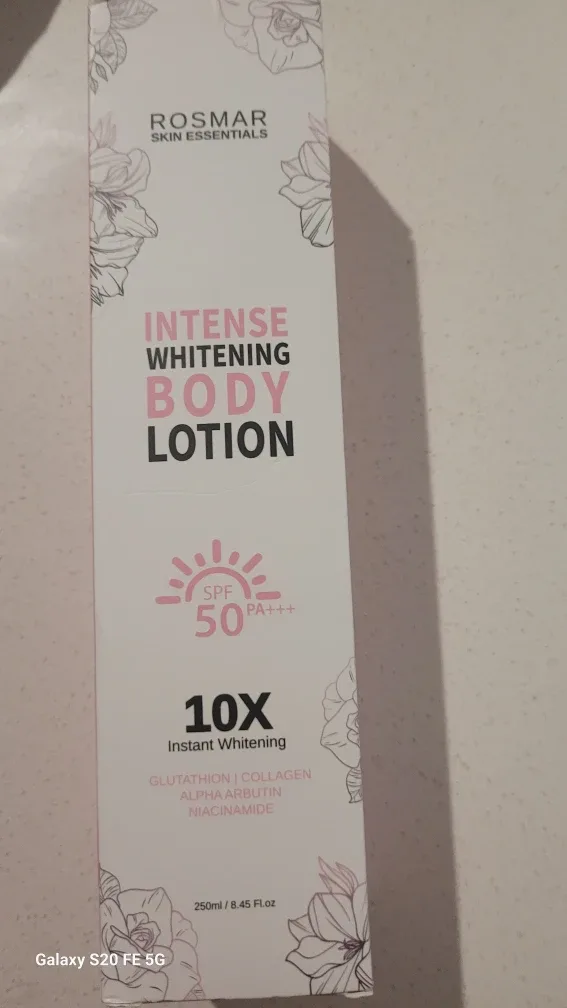 ROSMAR
SKIN ESSENTIALS
INTENSE
WHITENING
BODY
LOTION
SPF
50 PA+++
10X
Instant Whitening
GLUTATHION | COLLAGEN
ALPHA ARBUTIN
NIACINAMIDE
250ml / 8.45 Fl.oz
Galaxy S20 FE 5G